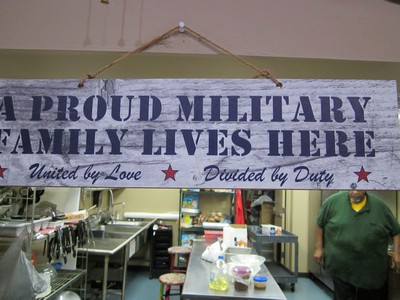 A PROUD MILITARY
FAMILY LIVES HERE
United by Love Divided by Duty